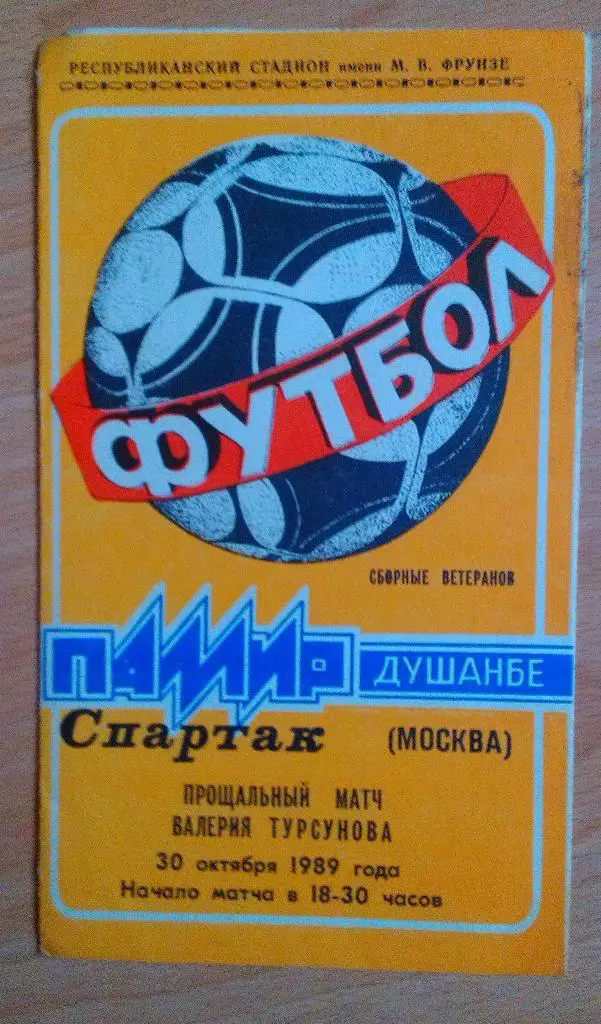 РЕСПУБЛИКАНСКИЙ СТАДИОН имени М. В. ФРУНЗЕ
ФУТБОЛ
СБОРНЫЕ ВЕТЕРАНОВ
ПАМИР ДУШАНБЕ
Спартак (МОСКВА)
ПРОЩАЛЬНЫЙ МАТЧ
ВАЛЕРИЯ ТУРСУНОВА
30 октября 1989 года
Начало матча в 18-30 часов